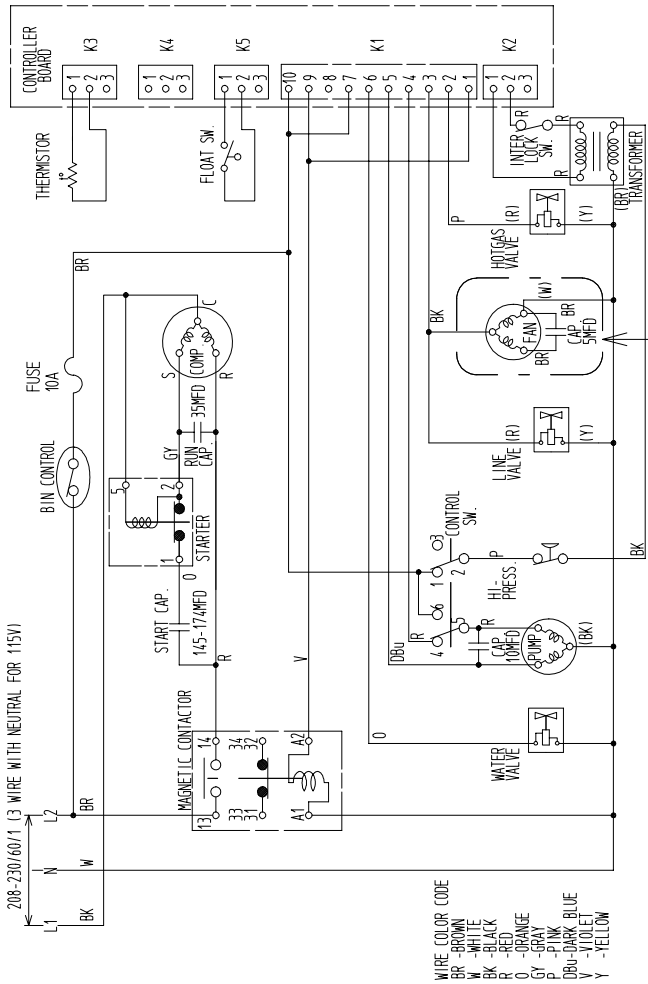 CONTROLLER
BOARD
K3
1
2
3
K4
1
2
3
K5
1
2
3
K1
10
9
8
7
6
5
4
3
2
1
K2
1
2
3
THERMISTOR
t°
FLOAT SW.
R
R
INTER
LOCK
SW.
TRANSFORMER
(BR)
BR
P
HOTGAS
VALVE
(R)
(Y)
FUSE
10A
C
S
R
COMP.
35MFD
RUN
CAP.
GY
BK
FAN
(W)
BR
BR
CAP.
5MFD
BIN CONTROL
5
2
1
STARTER
O
START CAP.
145-174MFD
R
LINE
VALVE
(R)
(Y)
CONTROL
SW.
3
1
2
6
5
4
R
DBu
P
HI-
PRESS.
BK
R
CAP.
10MFD
PUMP
(BK)
V
MAGNETIC CONTACTOR
13
14
33
34
31
32
A1
A2
O
WATER
VALVE
208-230/60/1 (3 WIRE WITH NEUTRAL FOR 115V)
L1
N
L2
BK
W
BR
WIRE COLOR CODE
BR -BROWN
W -WHITE
BK -BLACK
R -RED
O -ORANGE
GY -GRAY
P -PINK
DBu-DARK BLUE
V -VIOLET
Y -YELLOW